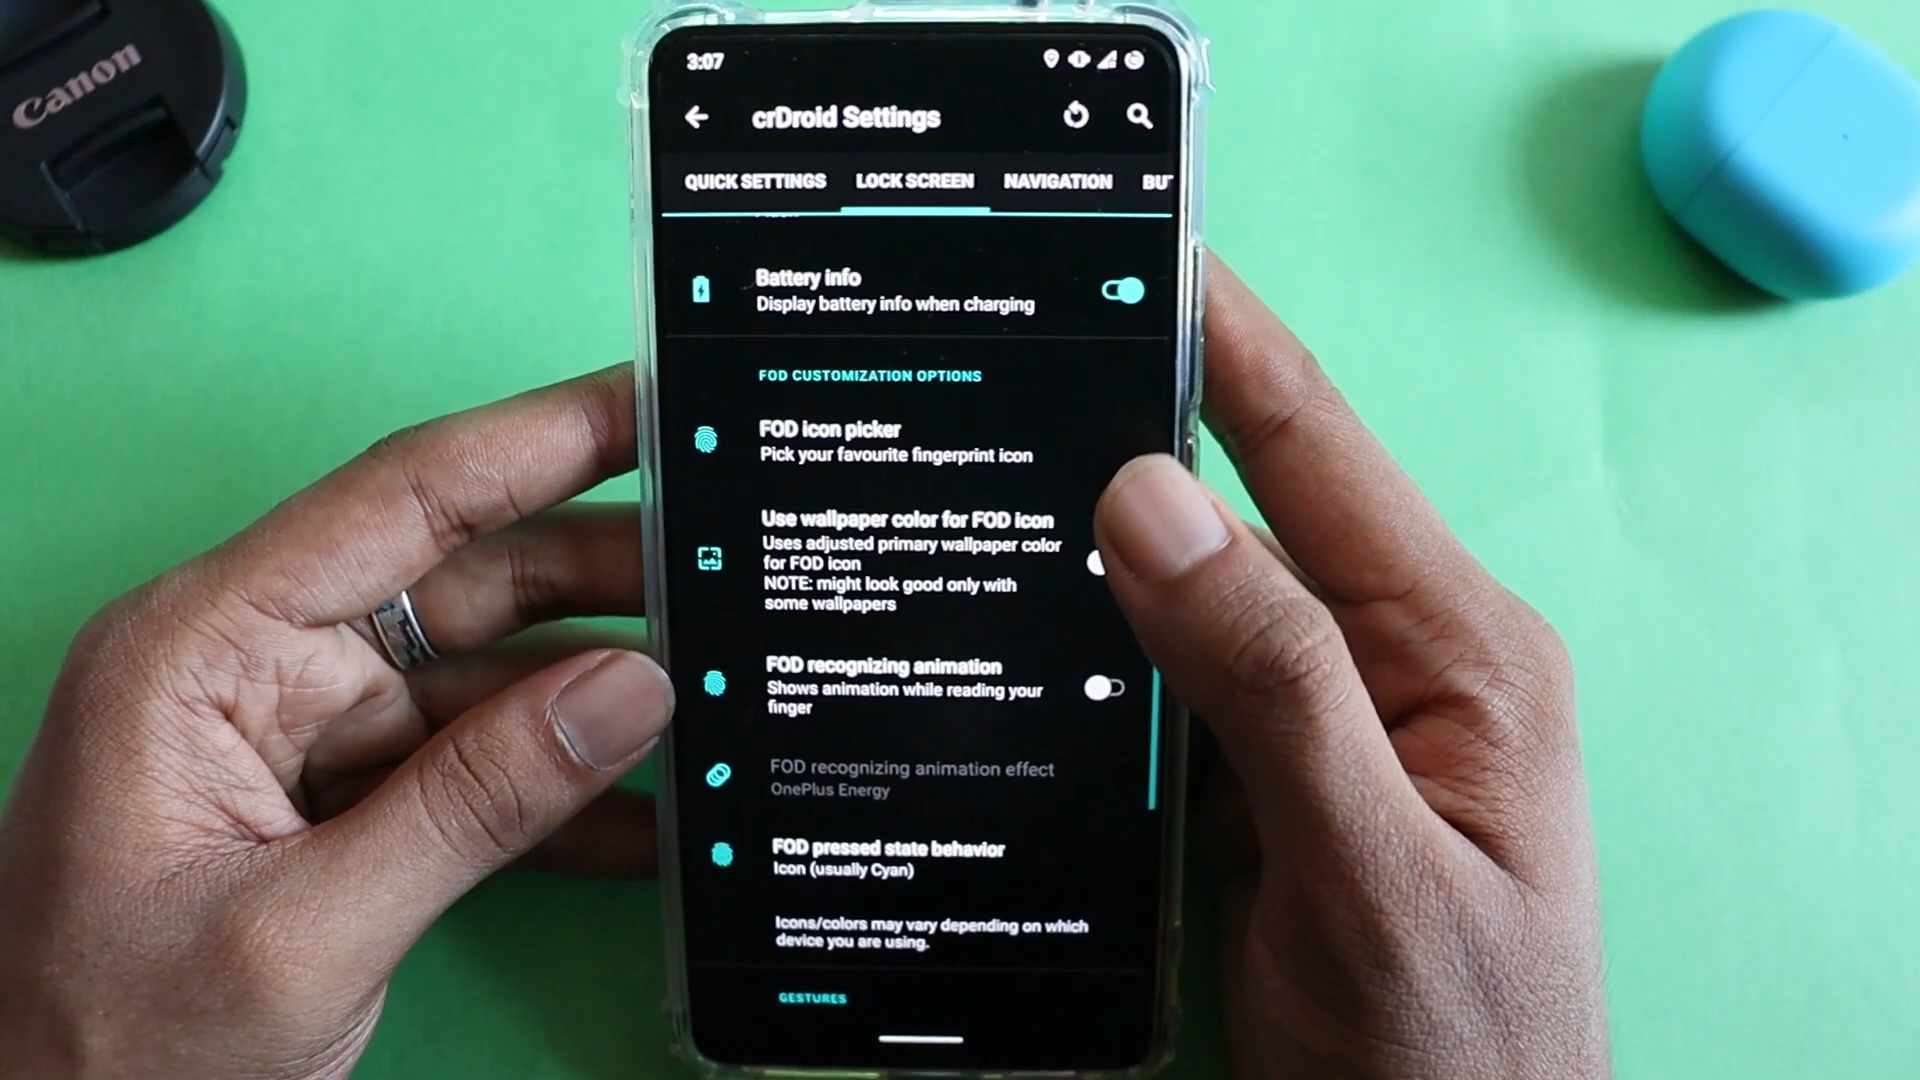 Canon
3:07
crDroid Settings
QUICK SETTINGS LOCK SCREEN NAVIGATION BUT
Battery info
Display battery info when charging
FOD CUSTOMIZATION OPTIONS
FOD icon picker
Pick your favourite fingerprint icon
Use wallpaper color for FOD icon
Uses adjusted primary wallpaper color
for FOD icon
NOTE: might look good only with
some wallpapers
FOD recognizing animation
Shows animation while reading your
finger
FOD recognizing animation effect
OnePlus Energy
FOD pressed state behavior
Icon (usually Cyan)
Icons/colors may vary depending on which
device you are using.
GESTURES